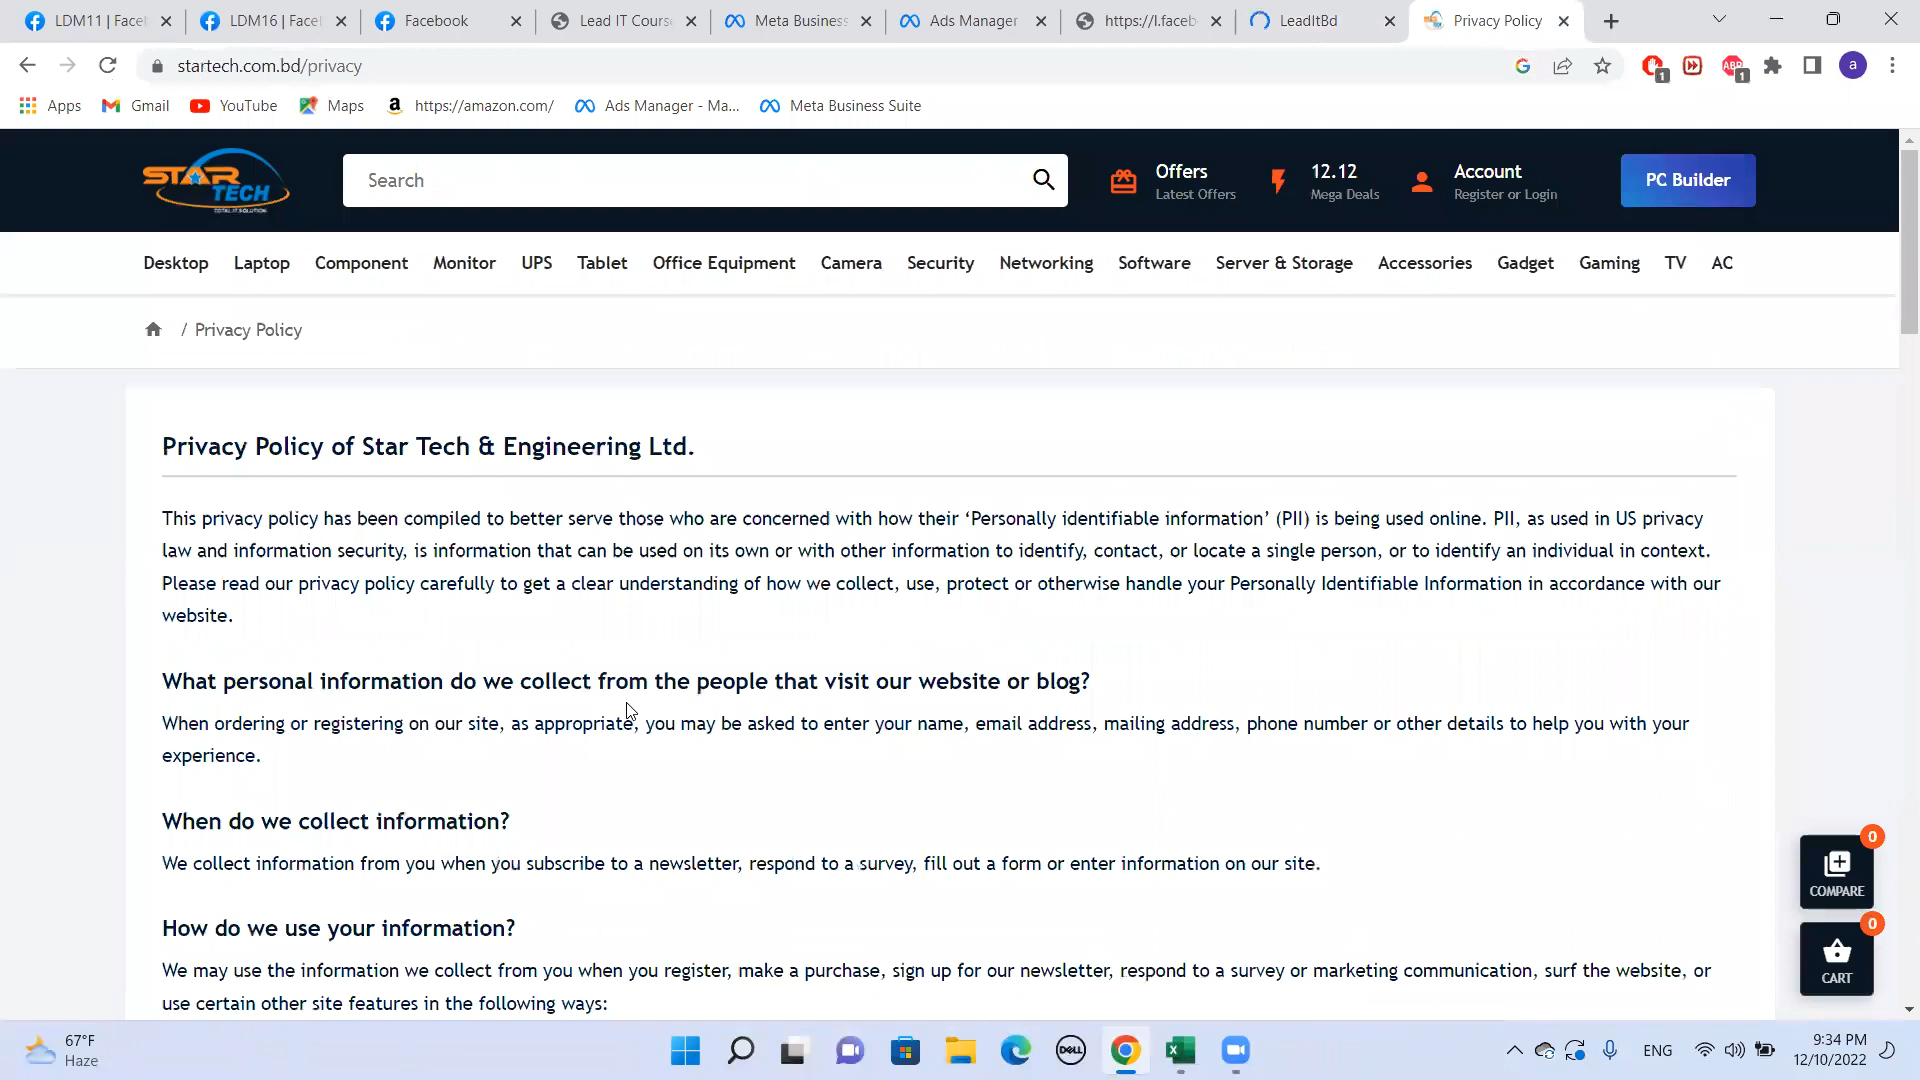 LDM11 | Face
LDM16 | Face
Facebook
Lead IT Course
Meta Business
Ads Manager
https://l.faceb
LeadItBd
Privacy Policy
startech.com.bd/privacy
1
ABP
1
a
Apps
Gmail
YouTube
Maps
https://amazon.com/
Ads Manager - Ma...
Meta Business Suite
STAR
TECH
TOTAL IT SOLUTION
Search
Offers
Latest Offers
12.12
Mega Deals
Account
Register or Login
PC Builder
Desktop
Laptop
Component
Monitor
UPS
Tablet
Office Equipment
Camera
Security
Networking
Software
Server & Storage
Accessories
Gadget
Gaming
TV
AC
/ Privacy Policy
Privacy Policy of Star Tech & Engineering Ltd.
This privacy policy has been compiled to better serve those who are concerned with how their ‘Personally identifiable information’ (PII) is being used online. PII, as used in US privacy
law and information security, is information that can be used on its own or with other information to identify, contact, or locate a single person, or to identify an individual in context.
Please read our privacy policy carefully to get a clear understanding of how we collect, use, protect or otherwise handle your Personally Identifiable Information in accordance with our
website.
What personal information do we collect from the people that visit our website or blog?
When ordering or registering on our site, as appropriate, you may be asked to enter your name, email address, mailing address, phone number or other details to help you with your
experience.
When do we collect information?
We collect information from you when you subscribe to a newsletter, respond to a survey, fill out a form or enter information on our site.
How do we use your information?
We may use the information we collect from you when you register, make a purchase, sign up for our newsletter, respond to a survey or marketing communication, surf the website, or
use certain other site features in the following ways:
0
COMPARE
0
CART
67°F
Haze
DELL
ENG
9:34 PM
12/10/2022